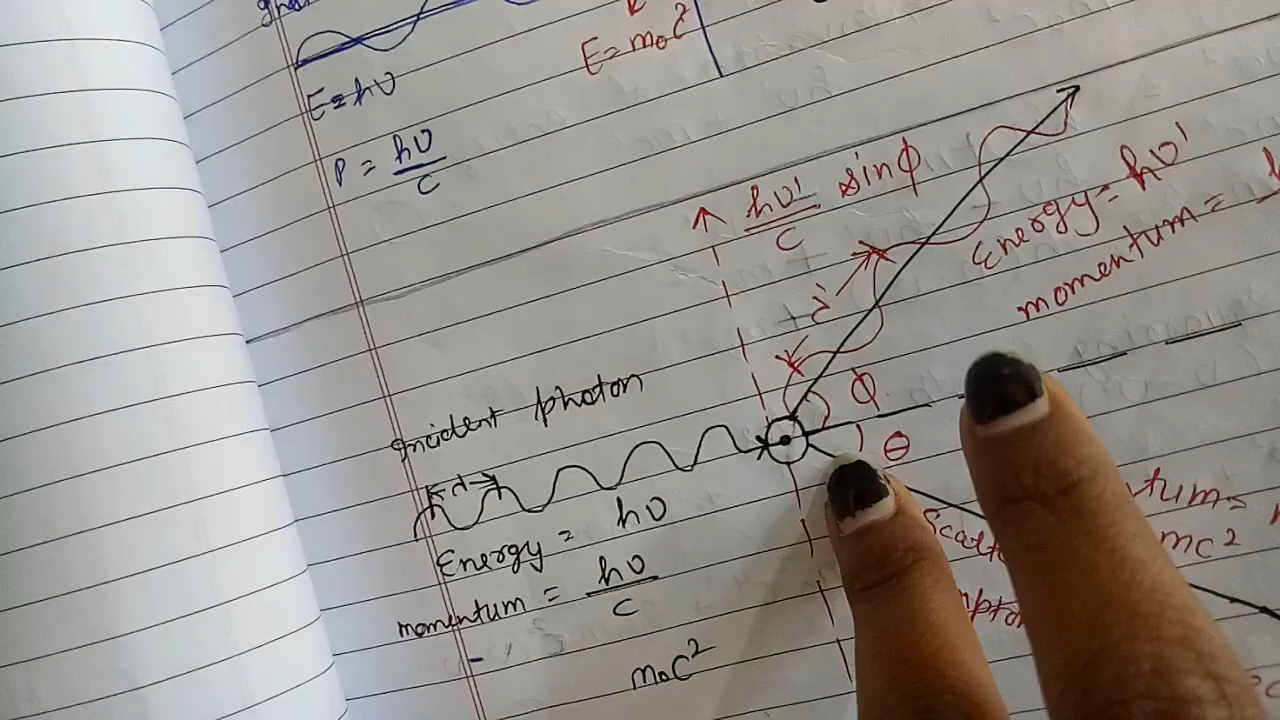 E = m₀c²
E = hν
P = hν/c
hν'/c sinϕ
Energy = hν'
momentum =
λ'
Incident photon
λ
ϕ
θ
Energy = hν
momentum = hν/c
mc²
m₀c²